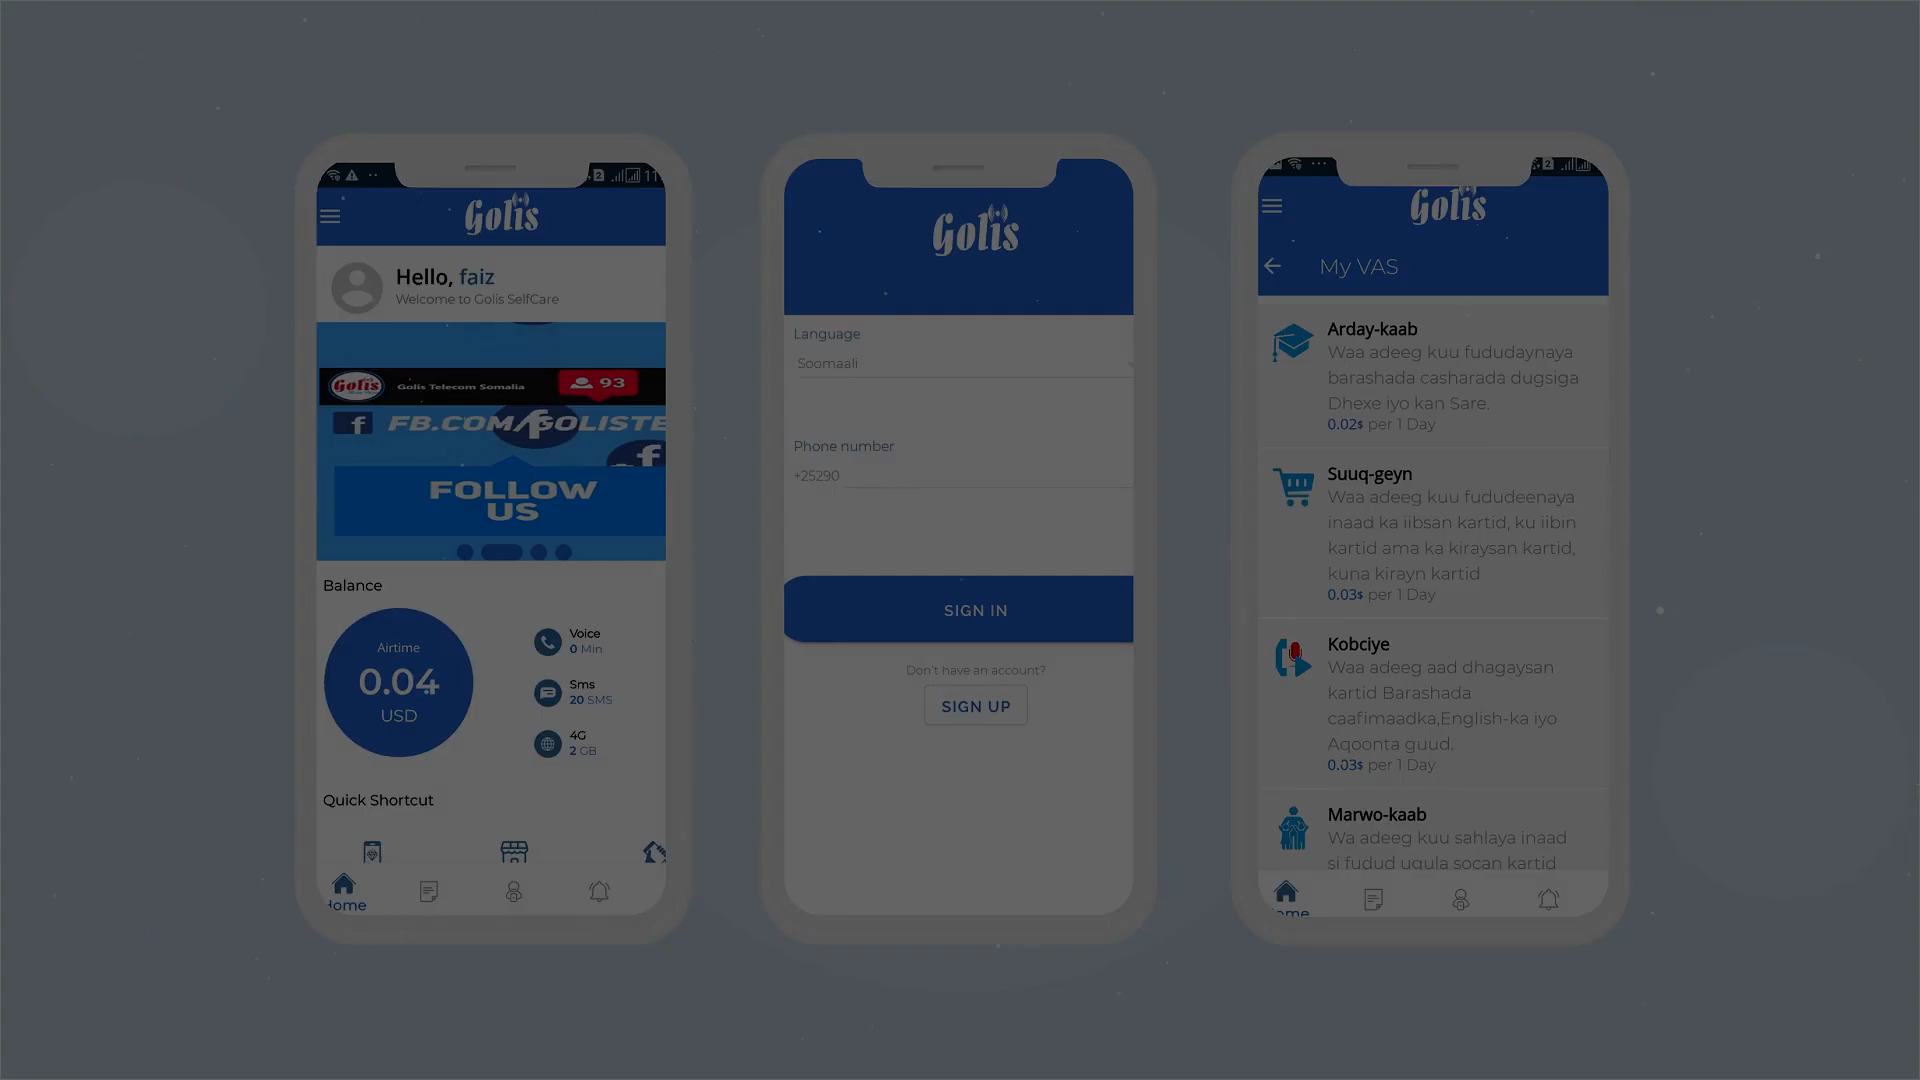 11
Golis
Hello, faiz
Welcome to Golis SelfCare
Golis
Golis Telecom Somalia
93
f FB.COM/GOLISTE
FOLLOW
US
Balance
Airtime
0.04
USD
Voice
0 Min
Sms
20 SMS
4G
2 GB
Quick Shortcut
Home
Golis
Language
Soomaali
Phone number
+25290
SIGN IN
Don't have an account?
SIGN UP
2
Golis
My VAS
Arday-kaab
Waa adeeg kuu fududaynaya
barashada casharada dugsiga
Dhexe iyo kan Sare.
0.02$ per 1 Day
Suuq-geyn
Waa adeeg kuu fududeenaya
inaad ka iibsan kartid, ku iibin
kartid ama ka kiraysan kartid,
kuna kirayn kartid
0.03$ per 1 Day
Kobciye
Waa adeeg aad dhagaysan
kartid Barashada
caafimaadka,English-ka iyo
Aqoonta guud.
0.03$ per 1 Day
Marwo-kaab
Wa adeeg kuu sahlaya inaad
si fudud ugula socan kartid